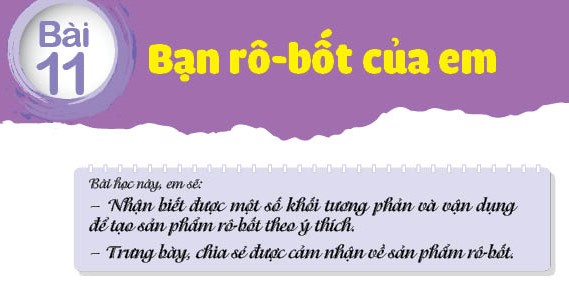 Bài
11
Bạn rô-bốt của em
Bài học này, em sẽ:
– Nhận biết được một số khối tương phản và vận dụng
để tạo sản phẩm rô-bốt theo ý thích.
– Trưng bày, chia sẻ được cảm nhận về sản phẩm rô-bốt.